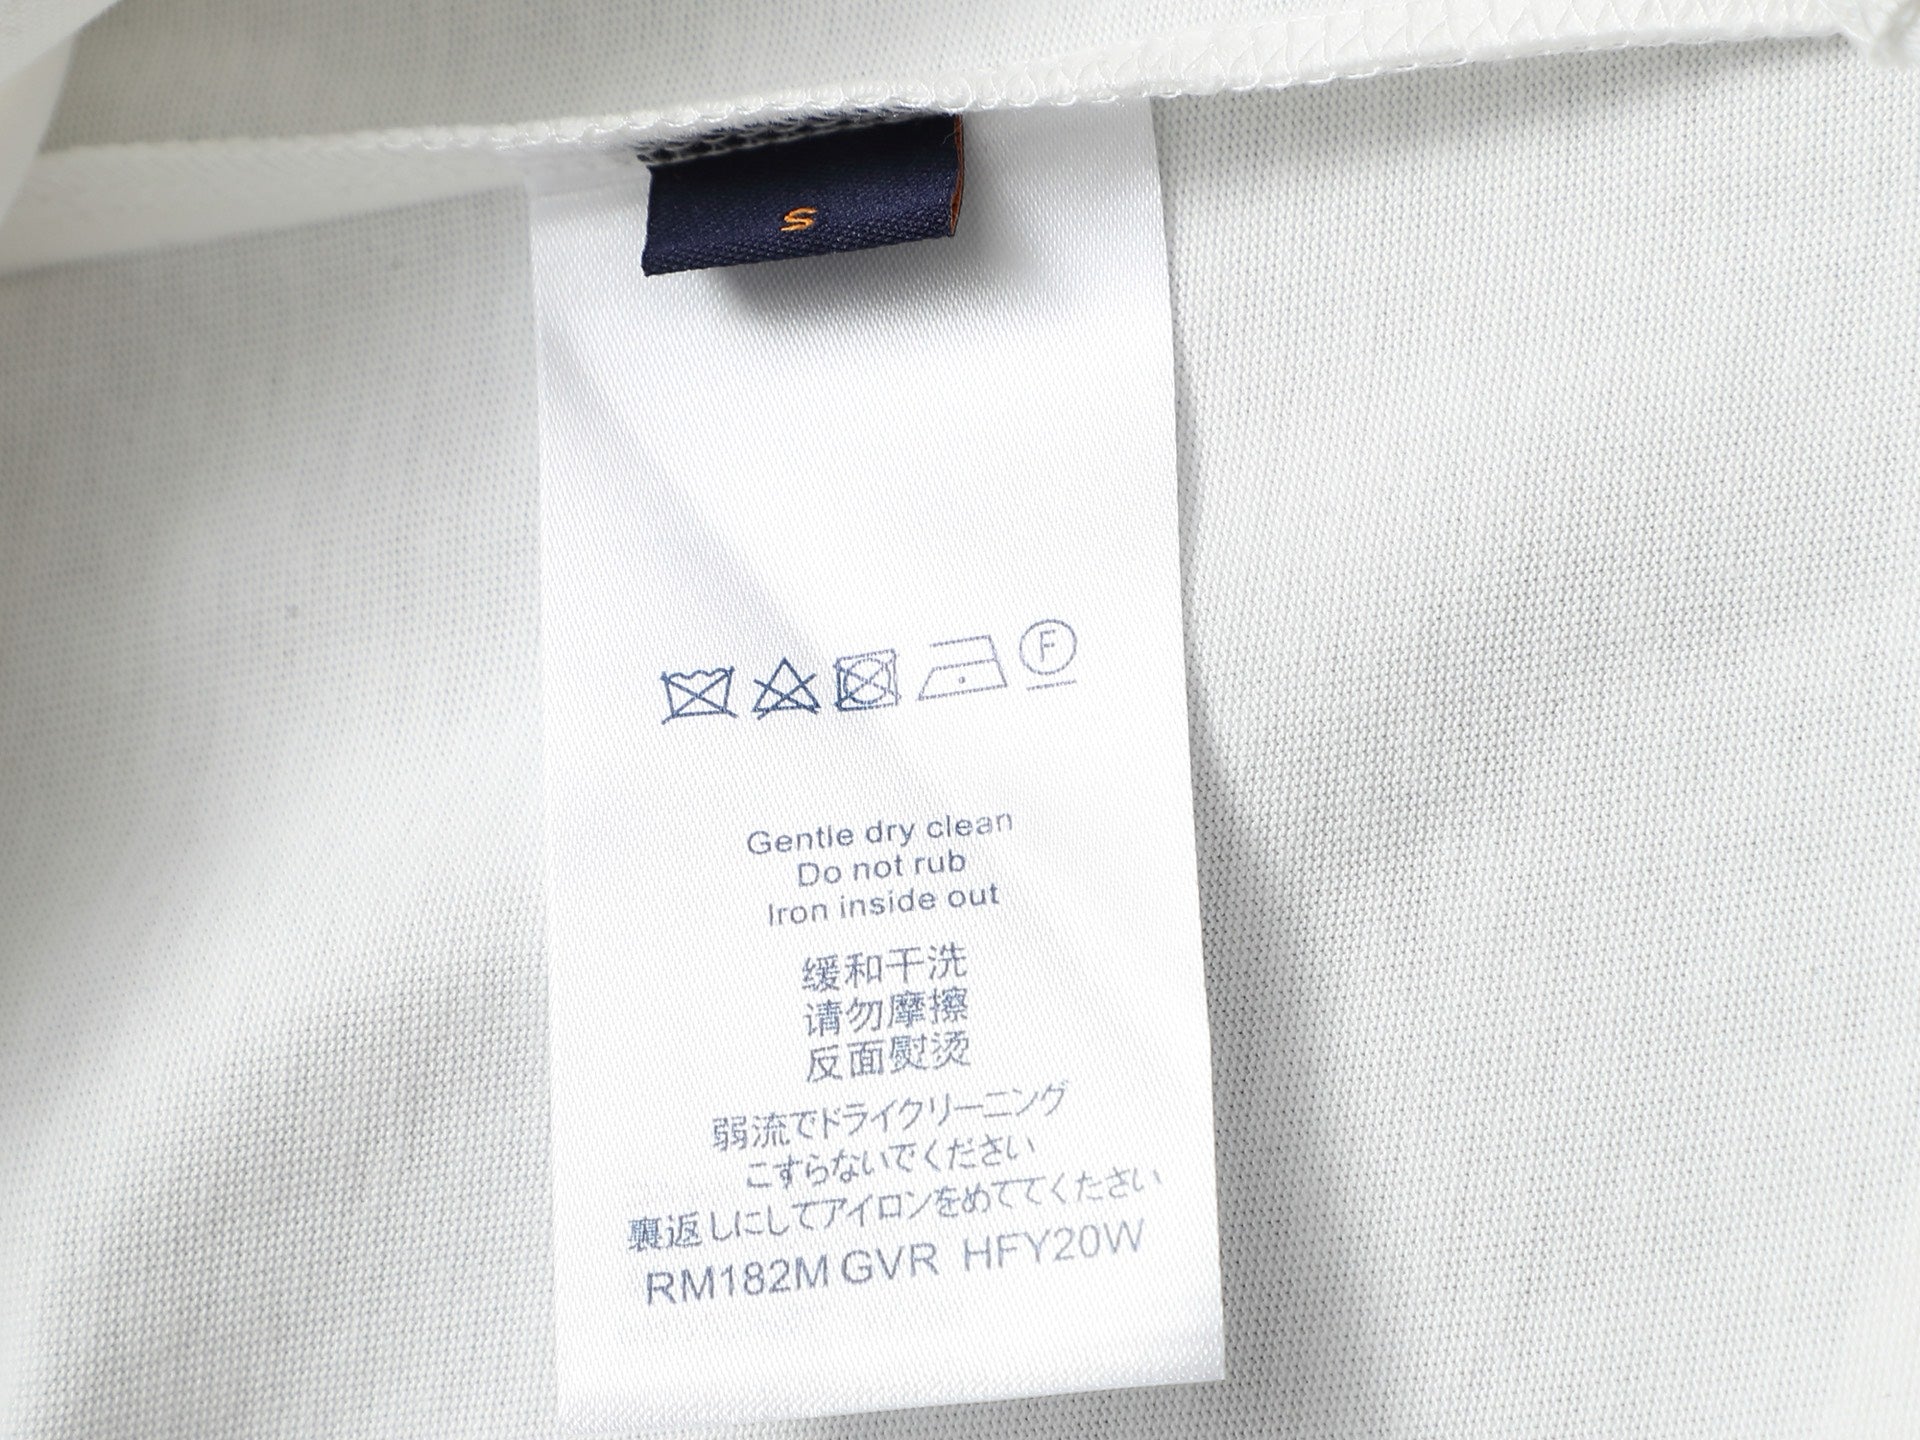 S
F
Gentle dry clean
Do not rub
Iron inside out
缓和干洗
请勿摩擦
反面熨烫
弱流でドライクリーニング
こすらないでください
裏返しにしてアイロンをめててください
RM182M GVR HFY20W